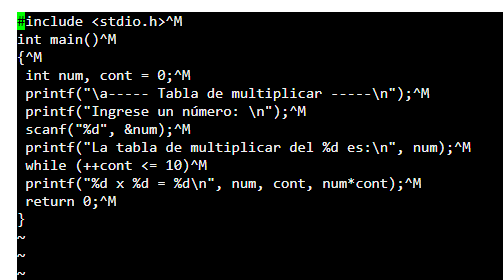 #include <stdio.h>^M
int main()^M
{^M
 int num, cont = 0;^M
 printf("\a----- Tabla de multiplicar -----\n");^M
 printf("Ingrese un número: \n");^M
 scanf("%d", &num);^M
 printf("La tabla de multiplicar del %d es:\n", num);^M
 while (++cont <= 10)^M
 printf("%d x %d = %d\n", num, cont, num*cont);^M
 return 0;^M
}
~
~
~